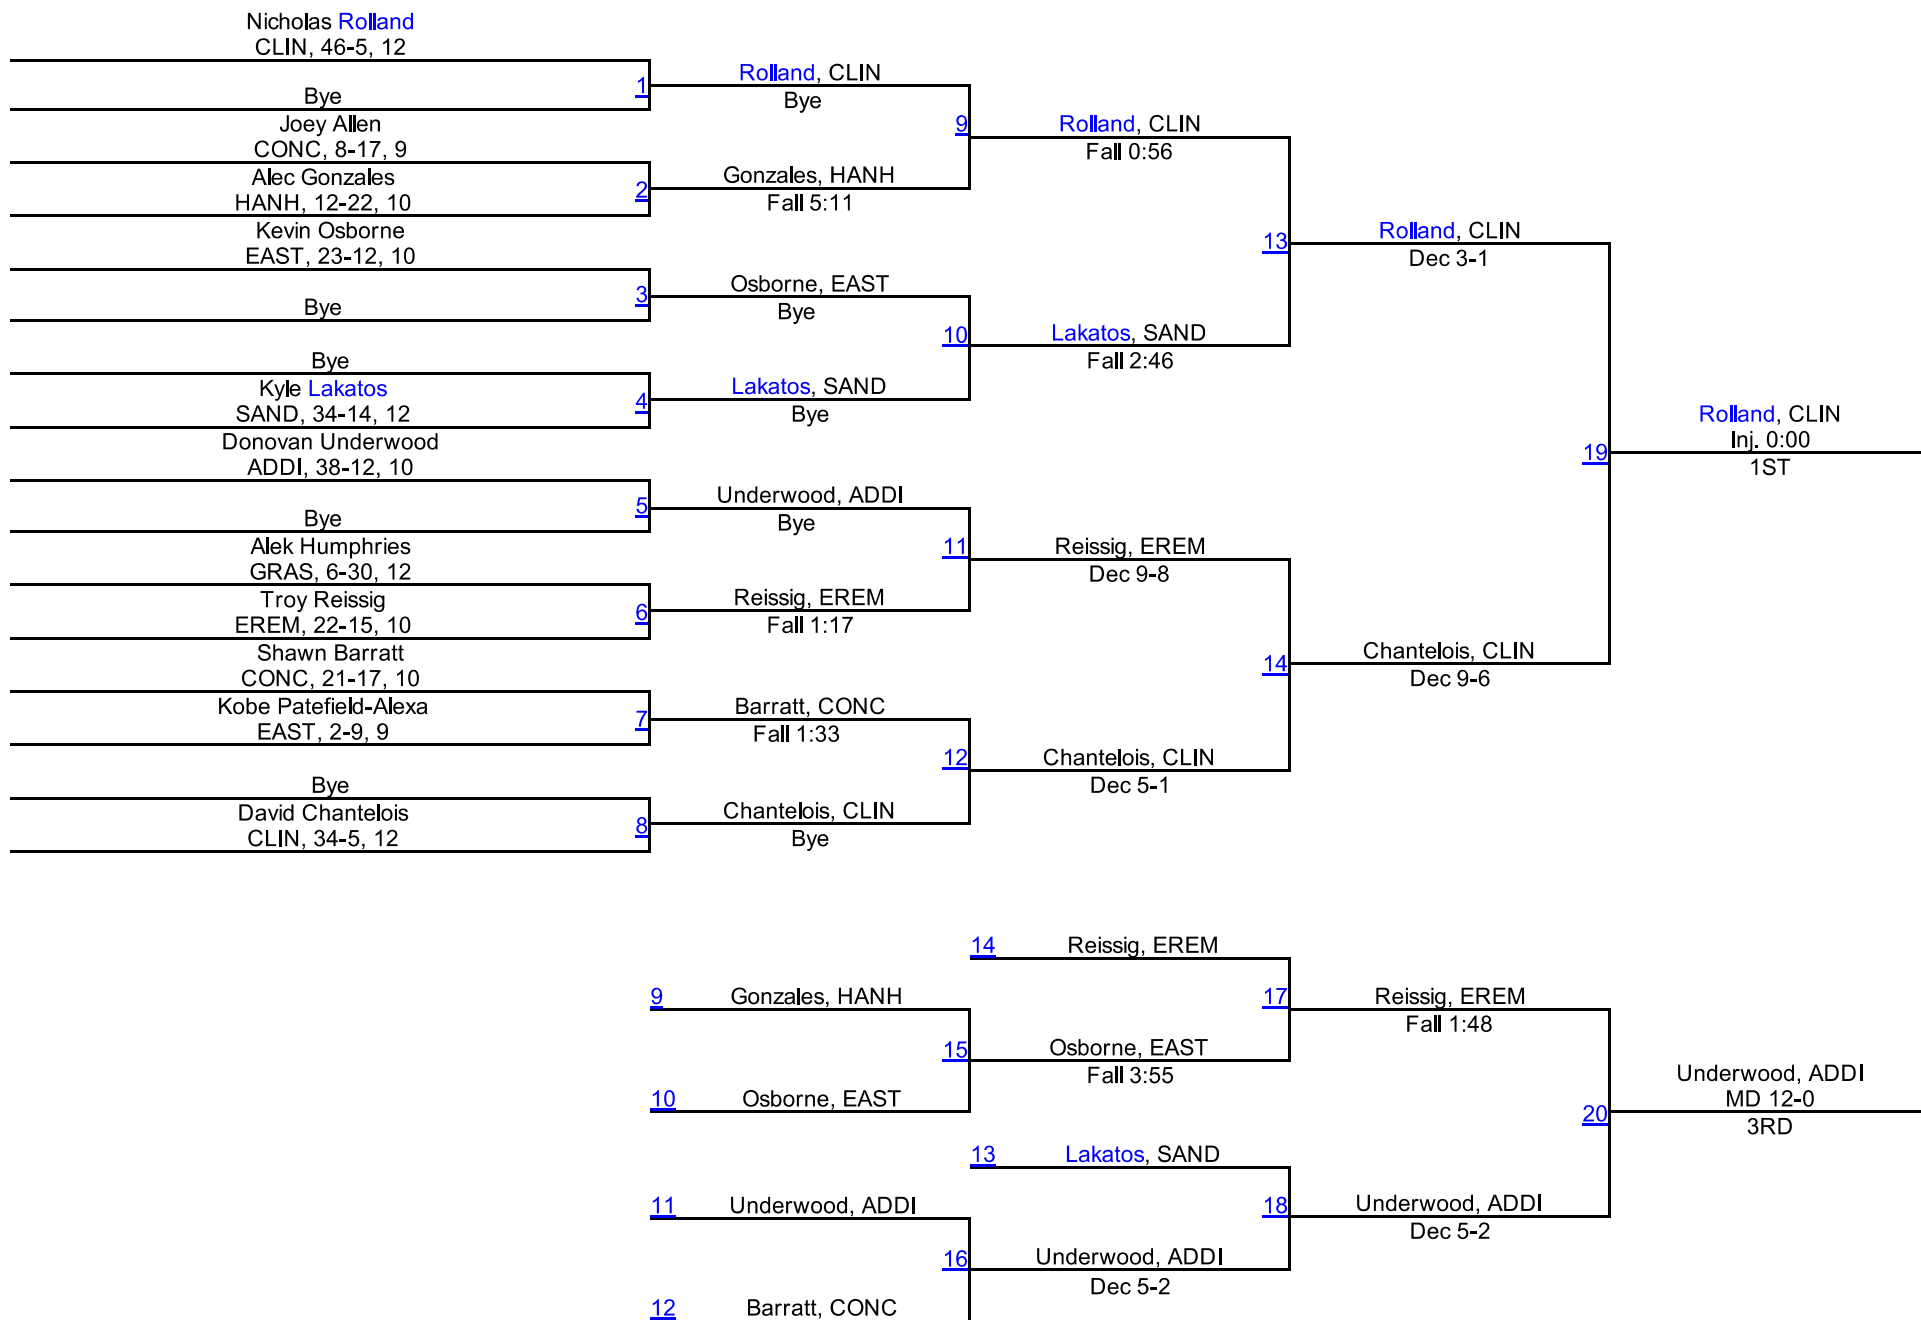 Nicholas Rolland
CLIN, 46-5, 12
Bye
1
Joey Allen
CONC, 8-17, 9
Alec Gonzales
HANH, 12-22, 10
2
Kevin Osborne
EAST, 23-12, 10
Bye
3
Bye
Kyle Lakatos
SAND, 34-14, 12
4
Donovan Underwood
ADDI, 38-12, 10
Bye
5
Alek Humphries
GRAS, 6-30, 12
Troy Reissig
EREM, 22-15, 10
6
Shawn Barratt
CONC, 21-17, 10
Kobe Patefield-Alexa
EAST, 2-9, 9
7
Bye
David Chantelois
CLIN, 34-5, 12
8
Rolland, CLIN
Bye
9
Gonzales, HANH
Fall 5:11
Osborne, EAST
Bye
10
Lakatos, SAND
Bye
Underwood, ADDI
Bye
11
Reissig, EREM
Fall 1:17
Barratt, CONC
Fall 1:33
12
Chantelois, CLIN
Bye
Rolland, CLIN
Fall 0:56
13
Lakatos, SAND
Fall 2:46
Reissig, EREM
Dec 9-8
14
Chantelois, CLIN
Dec 5-1
Rolland, CLIN
Dec 3-1
19
Chantelois, CLIN
Dec 9-6
Rolland, CLIN
Inj. 0:00
1ST
14 Reissig, EREM
9 Gonzales, HANH
17
15
Osborne, EAST
Fall 3:55
10 Osborne, EAST
Reissig, EREM
Fall 1:48
20
Underwood, ADDI
MD 12-0
3RD
13 Lakatos, SAND
11 Underwood, ADDI
18
Underwood, ADDI
Dec 5-2
16
Underwood, ADDI
Dec 5-2
12 Barratt, CONC